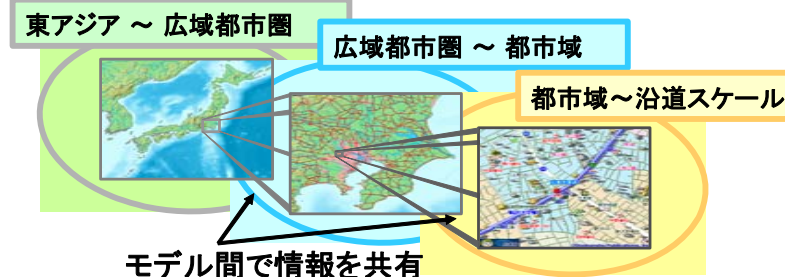 東アジア ～ 広域都市圏
広域都市圏 ～ 都市域
都市域～沿道スケール
モデル間で情報を共有